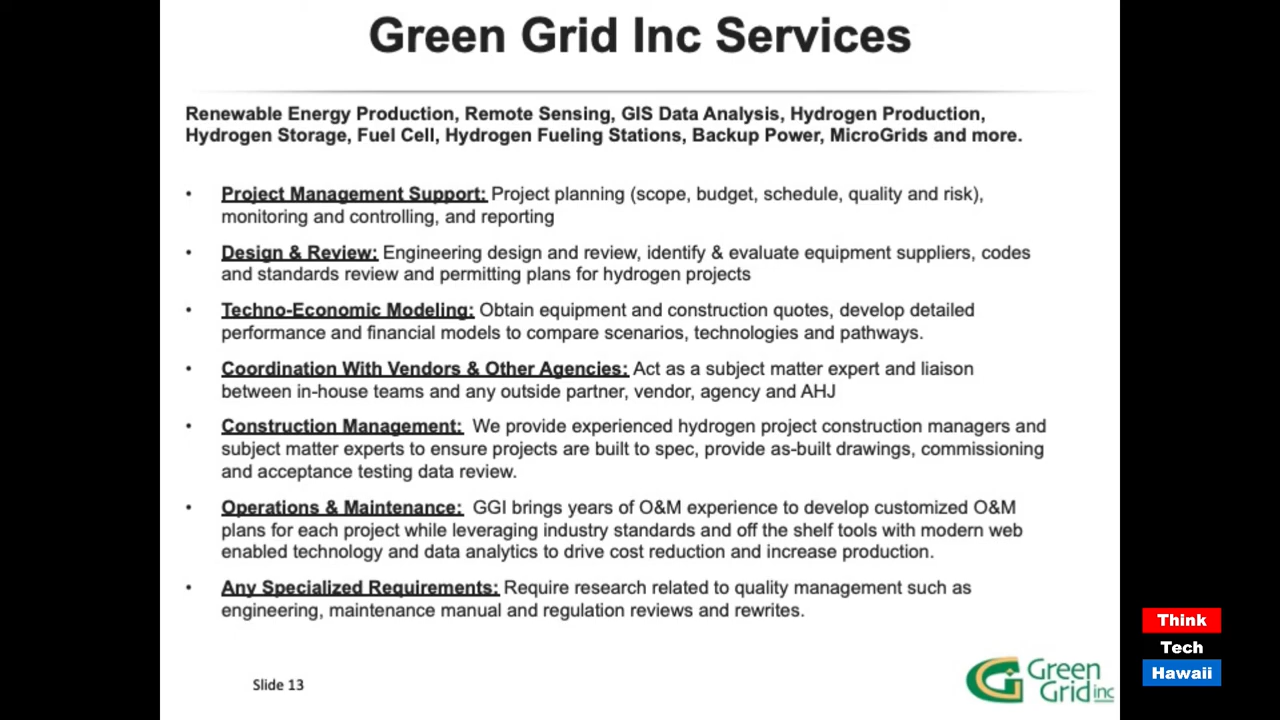 Green Grid Inc Services
Renewable Energy Production, Remote Sensing, GIS Data Analysis, Hydrogen Production,
Hydrogen Storage, Fuel Cell, Hydrogen Fueling Stations, Backup Power, MicroGrids and more.
• Project Management Support: Project planning (scope, budget, schedule, quality and risk),
monitoring and controlling, and reporting
• Design & Review: Engineering design and review, identify & evaluate equipment suppliers, codes
and standards review and permitting plans for hydrogen projects
• Techno-Economic Modeling: Obtain equipment and construction quotes, develop detailed
performance and financial models to compare scenarios, technologies and pathways.
• Coordination With Vendors & Other Agencies: Act as a subject matter expert and liaison
between in-house teams and any outside partner, vendor, agency and AHJ
• Construction Management: We provide experienced hydrogen project construction managers and
subject matter experts to ensure projects are built to spec, provide as-built drawings, commissioning
and acceptance testing data review.
• Operations & Maintenance: GGI brings years of O&M experience to develop customized O&M
plans for each project while leveraging industry standards and off the shelf tools with modern web
enabled technology and data analytics to drive cost reduction and increase production.
• Any Specialized Requirements: Require research related to quality management such as
engineering, maintenance manual and regulation reviews and rewrites.
Slide 13
Green
Grid inc
Think
Tech
Hawaii